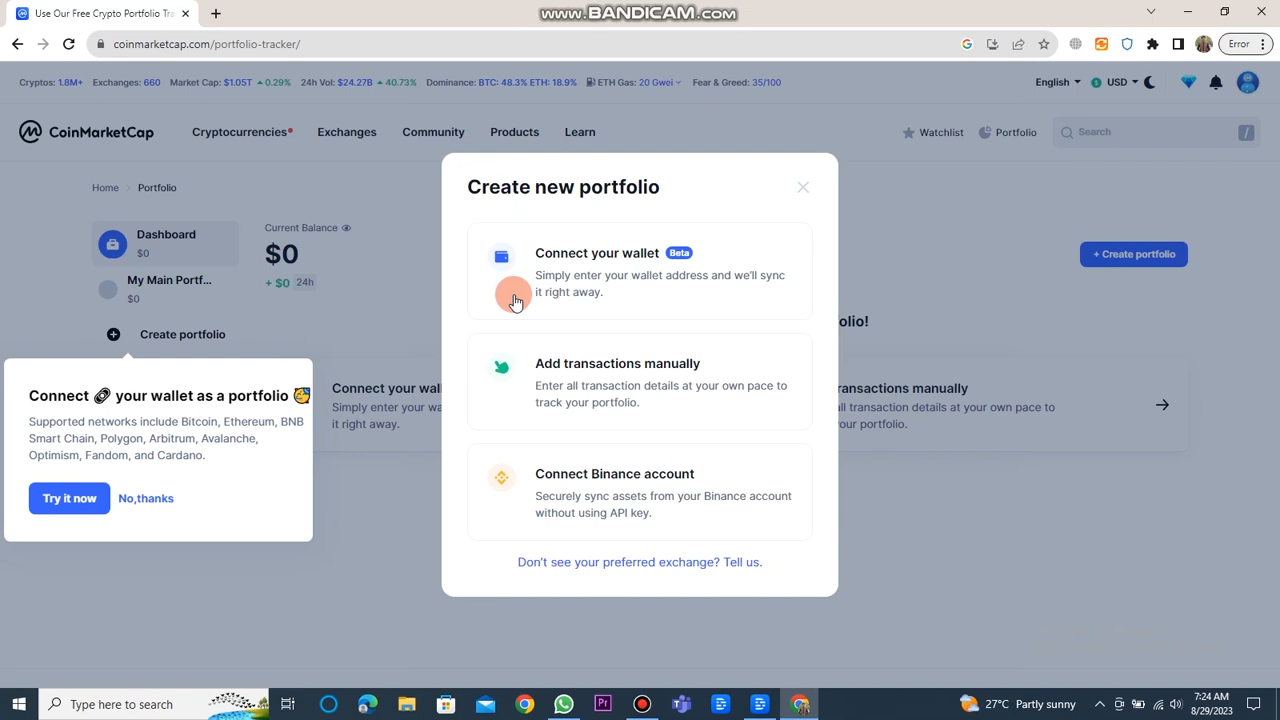 www.BANDICAM.com
Use Our Free Crypto Portfolio Tra
coinmarketcap.com/portfolio-tracker/
Error
Cryptos: 1.8M+ Exchanges: 660 Market Cap: $1.05T 0.29% 24h Vol: $24.27B 40.73% Dominance: BTC: 48.3% ETH: 18.9% ETH Gas: 20 Gwei Fear & Greed: 35/100
English USD
CoinMarketCap Cryptocurrencies Exchanges Community Products Learn Watchlist Portfolio Search /
Home Portfolio
Dashboard
$0
My Main Portf...
$0
Create portfolio
Current Balance
$0
+ $0 24h
+ Create portfolio
olio!
Connect your wal
Simply enter your wa
it right away.
ransactions manually
all transaction details at your own pace to
your portfolio.
Connect your wallet as a portfolio
Supported networks include Bitcoin, Ethereum, BNB
Smart Chain, Polygon, Arbitrum, Avalanche,
Optimism, Fandom, and Cardano.
Try it now No,thanks
Create new portfolio
Connect your wallet Beta
Simply enter your wallet address and we'll sync
it right away.
Add transactions manually
Enter all transaction details at your own pace to
track your portfolio.
Connect Binance account
Securely sync assets from your Binance account
without using API key.
Don't see your preferred exchange? Tell us.
Type here to search
Pr
27°C Partly sunny
7:24 AM
8/29/2023